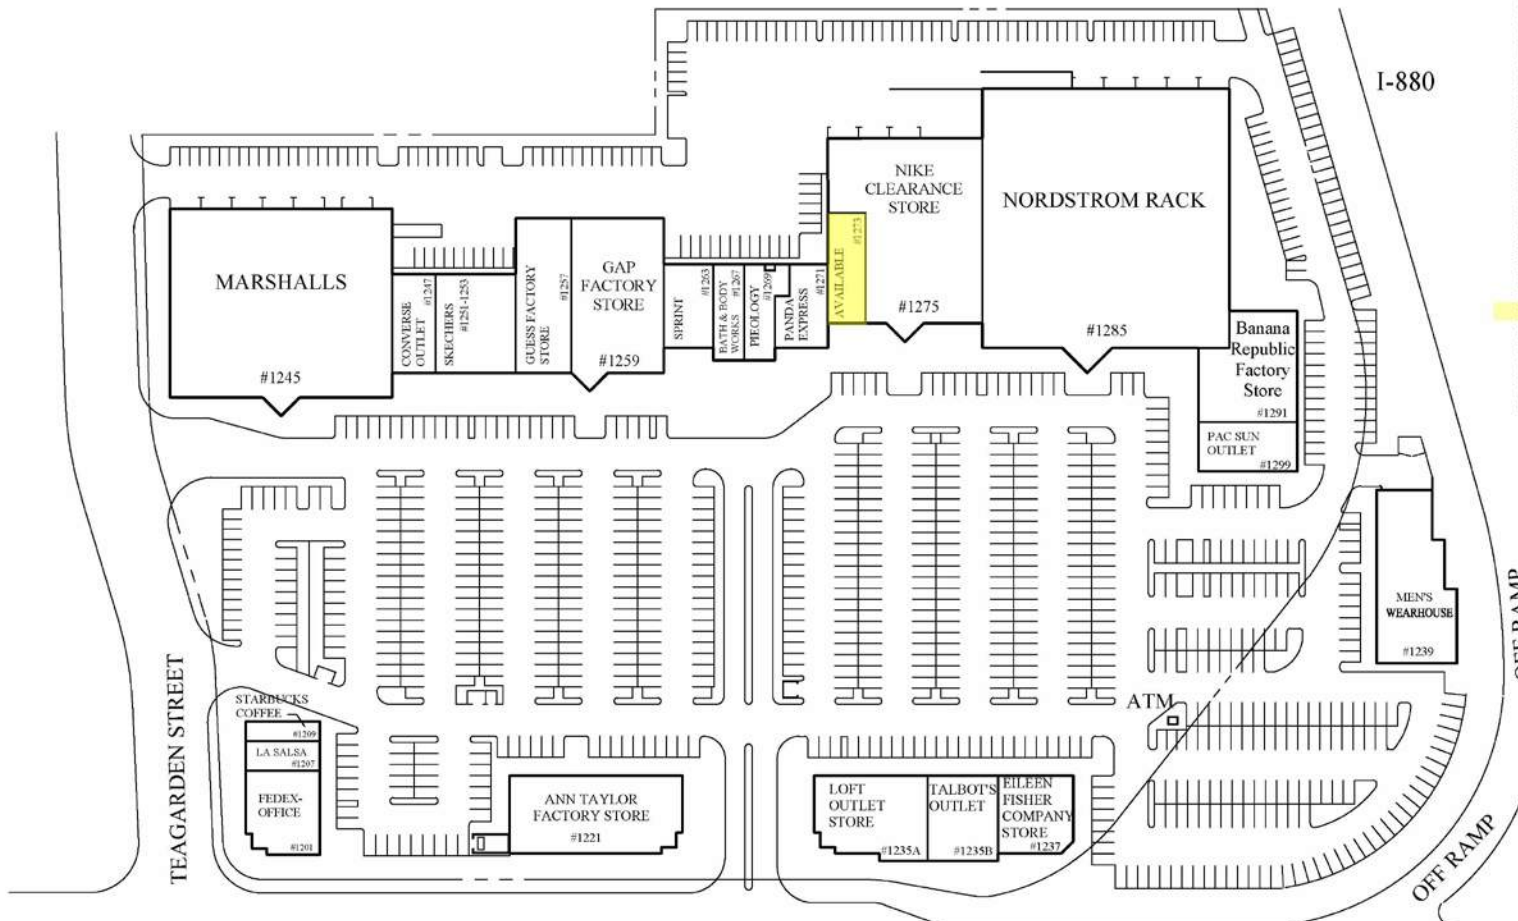 I-880
NIKE
CLEARANCE
STORE
NORDSTROM RACK
#1273
AVAILABLE
#1275
#1285
MARSHALLS
#1245
#1247
CONVERSE
OUTLET
#1251-1253
SKECHERS
#1257
GUESS FACTORY
STORE
GAP
FACTORY
STORE
#1259
#1263
SPRINT
#1267
BATH & BODY
WORKS
#1269
PIEOLOGY
#1271
PANDA
EXPRESS
Banana
Republic
Factory
Store
#1291
PAC SUN
OUTLET
#1299
MEN'S
WEARHOUSE
#1239
OFF RAMP
ATM
TEAGARDEN STREET
STARBUCKS
COFFEE
#1209
LA SALSA
#1207
FEDEX-
OFFICE
#1201
ANN TAYLOR
FACTORY STORE
#1221
LOFT
OUTLET
STORE
#1235A
TALBOT'S
OUTLET
#1235B
EILEEN
FISHER
COMPANY
STORE
#1237
OFF RAMP